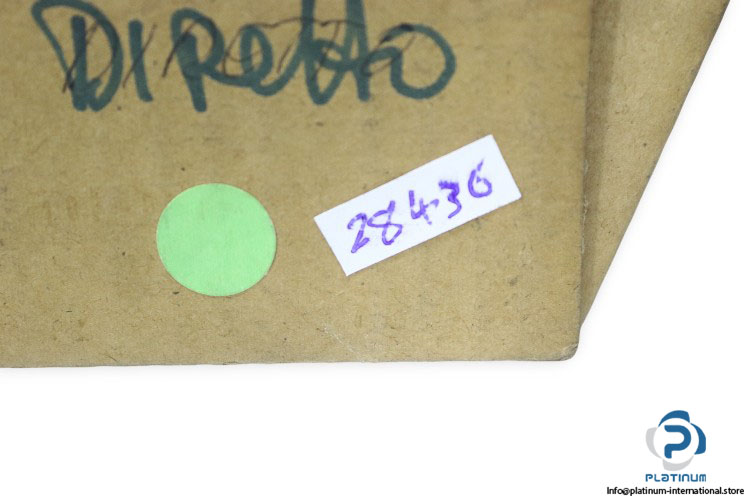 DIRetto
28436
PLATINUM
Info@platinum-international.store